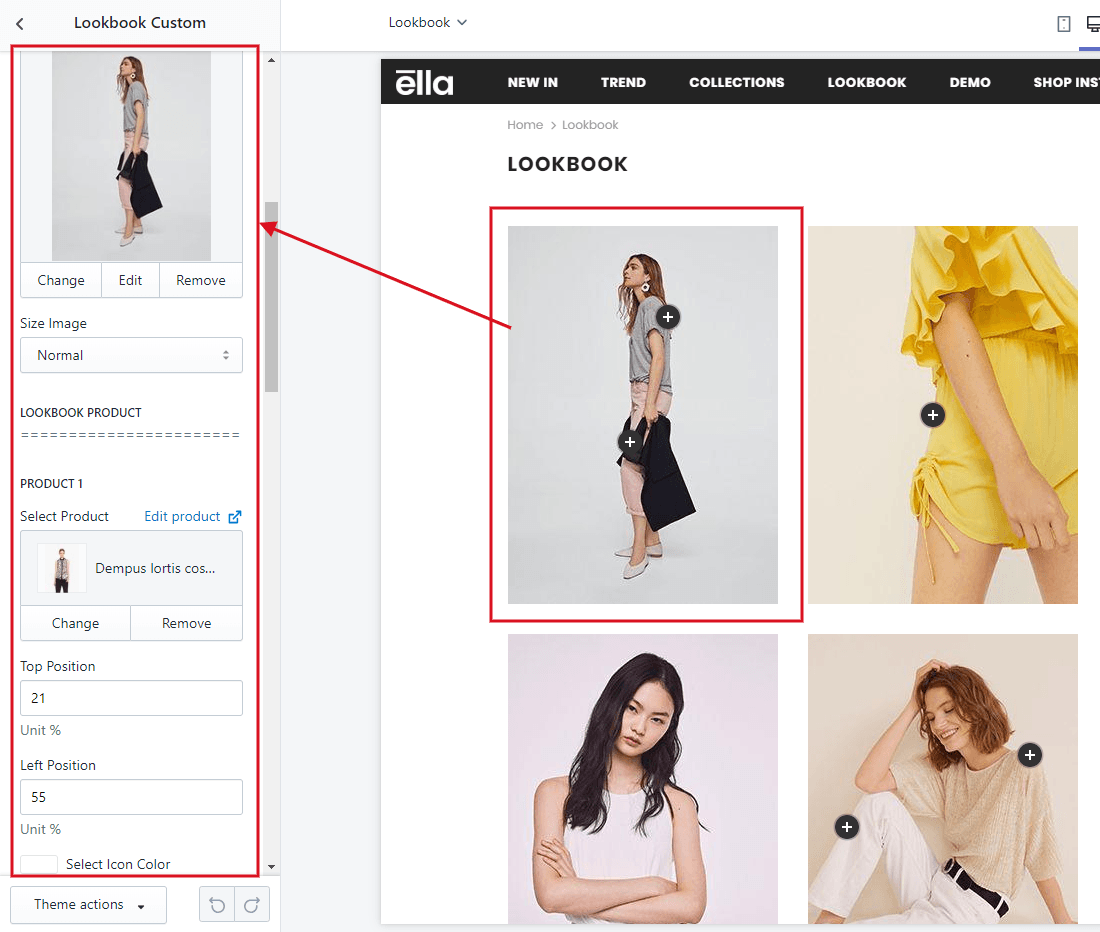 Lookbook Custom
Change Edit Remove
Size Image
Normal
LOOKBOOK PRODUCT
=======================
PRODUCT 1
Select Product Edit product
Dempus lortis cos...
Change Remove
Top Position
21
Unit %
Left Position
55
Unit %
Select Icon Color
Theme actions
Lookbook
ēlla NEW IN TREND COLLECTIONS LOOKBOOK DEMO SHOP INST
Home > Lookbook
LOOKBOOK